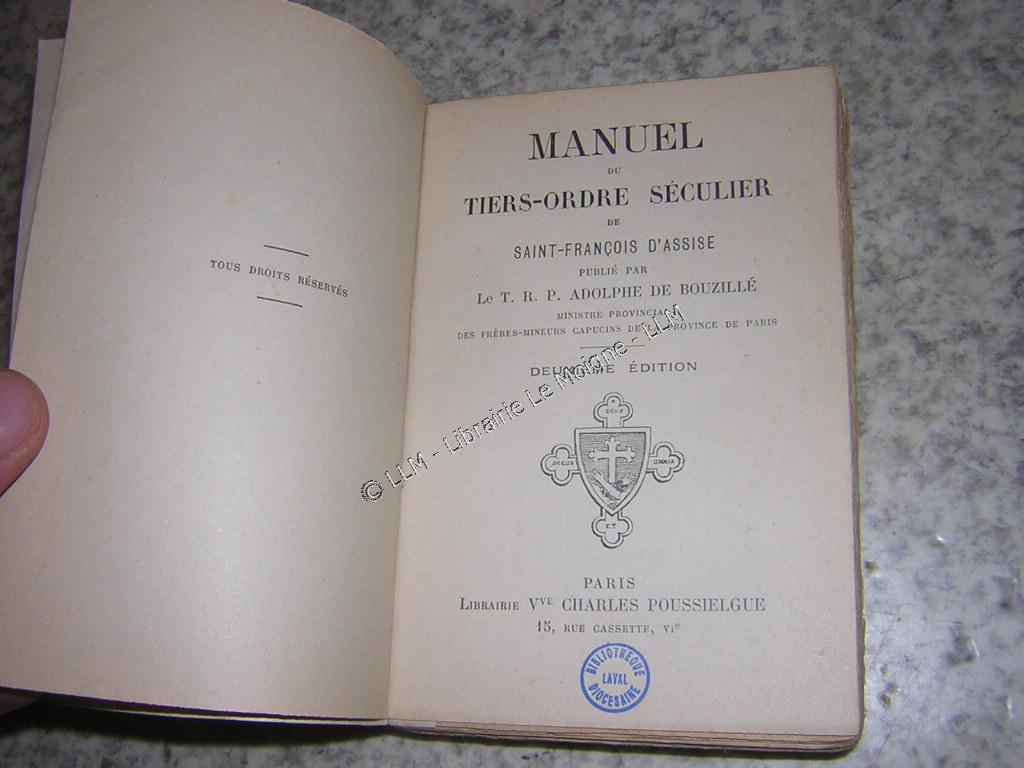 TOUS DROITS RÉSERVÉS
MANUEL
DU
TIERS-ORDRE SÉCULIER
DE
SAINT-FRANÇOIS D'ASSISE
PUBLIÉ PAR
Le T. R. P. ADOLPHE DE BOUZILLÉ
MINISTRE PROVINCIAL
DES FRÈRES-MINEURS CAPUCINS DE LA PROVINCE DE PARIS
DEUXIÈME ÉDITION
DEUS
MEUS
OMNIA
ET
PARIS
Librairie Vve CHARLES POUSSIELGUE
15, RUE CASSETTE, VIe
BIBLIOTHÈQUE
LAVAL
DIOCÉSAINE
© LLM - Librairie Le Moigne - LLM